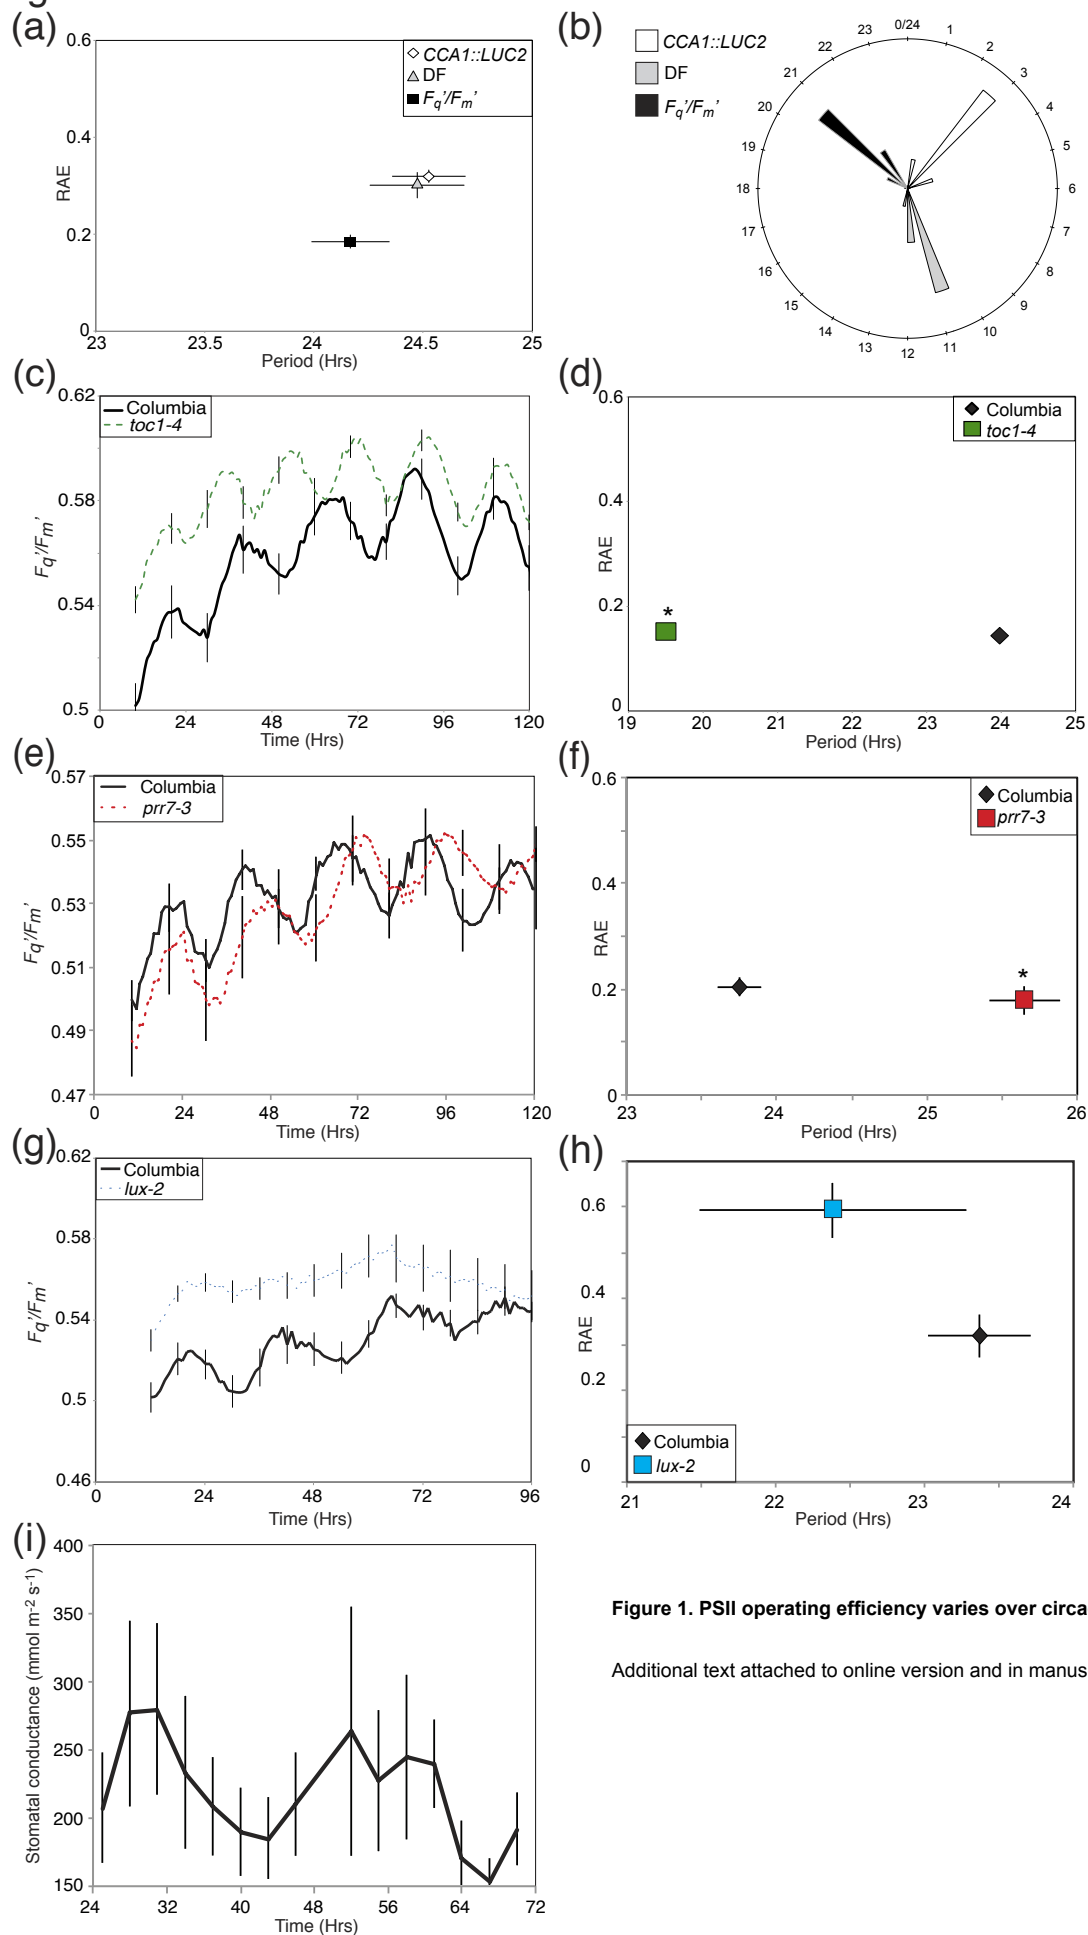 (a)
0.6
0.4
0.2
0
RAE
CCA1::LUC2
DF
Fq'/Fm'
23
23.5
24
24.5
25
Period (Hrs)
(b)
CCA1::LUC2
DF
Fq'/Fm'
0/24
1
2
3
4
5
6
7
8
9
10
11
12
13
14
15
16
17
18
19
20
21
22
23
(c)
0.62
0.58
0.54
0.5
Fq'/Fm'
Columbia
toc1-4
0
24
48
72
96
120
Time (Hrs)
(d)
0.6
0.4
0.2
0
RAE
Columbia
toc1-4
*
19
20
21
22
23
24
25
Period (Hrs)
(e)
0.57
0.55
0.53
0.51
0.49
0.47
Fq'/Fm'
Columbia
prr7-3
0
24
48
72
96
120
Time (Hrs)
(f)
0.6
0.4
0.2
0
RAE
Columbia
prr7-3
*
23
24
25
26
Period (Hrs)
(g)
0.62
0.58
0.54
0.5
0.46
Fq'/Fm'
Columbia
lux-2
0
24
48
72
96
Time (Hrs)
(h)
0.6
0.4
0.2
0
RAE
Columbia
lux-2
21
22
23
24
Period (Hrs)
(i)
400
350
300
250
200
150
Stomatal conductance (mmol m-2 s-1)
24
32
40
48
56
64
72
Time (Hrs)
Figure 1. PSII operating efficiency varies over circa
Additional text attached to online version and in manus